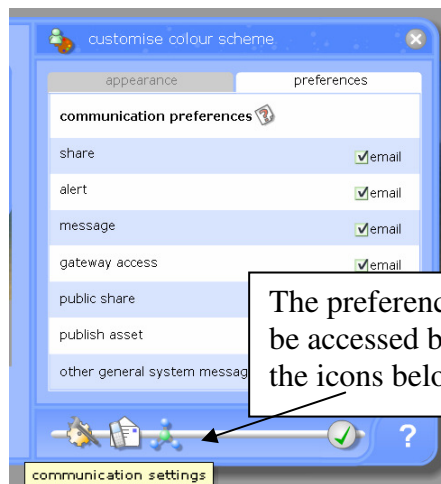 customise colour scheme
appearance preferences
communication preferences
share email
alert email
message email
gateway access email
public share
publish asset
other general system messag
The preferenc
be accessed b
the icons belo
?
communication settings